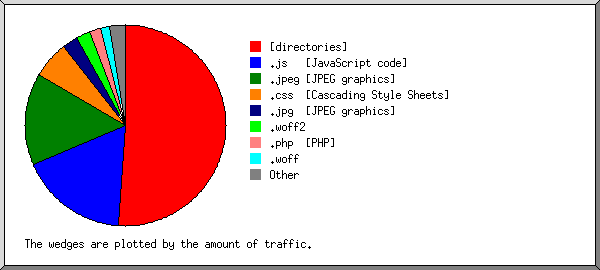 [directories]
.js [JavaScript code]
.jpeg [JPEG graphics]
.css [Cascading Style Sheets]
.jpg [JPEG graphics]
.woff2
.php [PHP]
.woff
Other
The wedges are plotted by the amount of traffic.